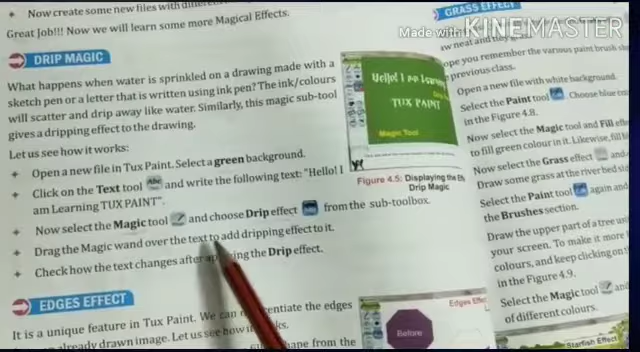 Now create some new files with
Great Job!!! Now we will learn some more Magical Effects.
DRIP MAGIC
What happens when water is sprinkled on a drawing made with a
sketch pen or a letter that is written using ink pen? The ink/colours
will scatter and drip away like water. Similarly, this magic sub-tool
gives a dripping effect to the drawing.
Let us see how it works:
Open a new file in Tux Paint. Select a green background.
Click on the Text tool Abc and write the following text: "Hello! I
am Learning TUX PAINT".
Now select the Magic tool and choose Drip effect from the sub-toolbox.
Drag the Magic wand over the text to add dripping effect to it.
Check how the text changes after the Drip effect.
EDGES EFFECT
It is a unique feature in Tux Paint. We can the edges
already drawn image. Let us see how
from the
Hello! I am
TUX PAINT
Magic Tool
Figure 4.5: Displaying the
Drip Magic
Before
Edges
GRASS EFFECT
Made with KINEMASTER
you remember the various paint brush
previous class.
Open a new file with white background.
Select the Paint tool Choose blue
in the Figure 4.8.
Now select the Magic tool and Fill
to fill green colour in it. Likewise, fill
Now select the Grass effect
Draw some grass at the riverbed
Select the Paint tool again and
the Brushes section.
Draw the upper part of a tree
your screen. To make it more
colours, and keep clicking on
in the Figure 4.9.
Select the Magic tool and
of different colours.
Starfish Effect